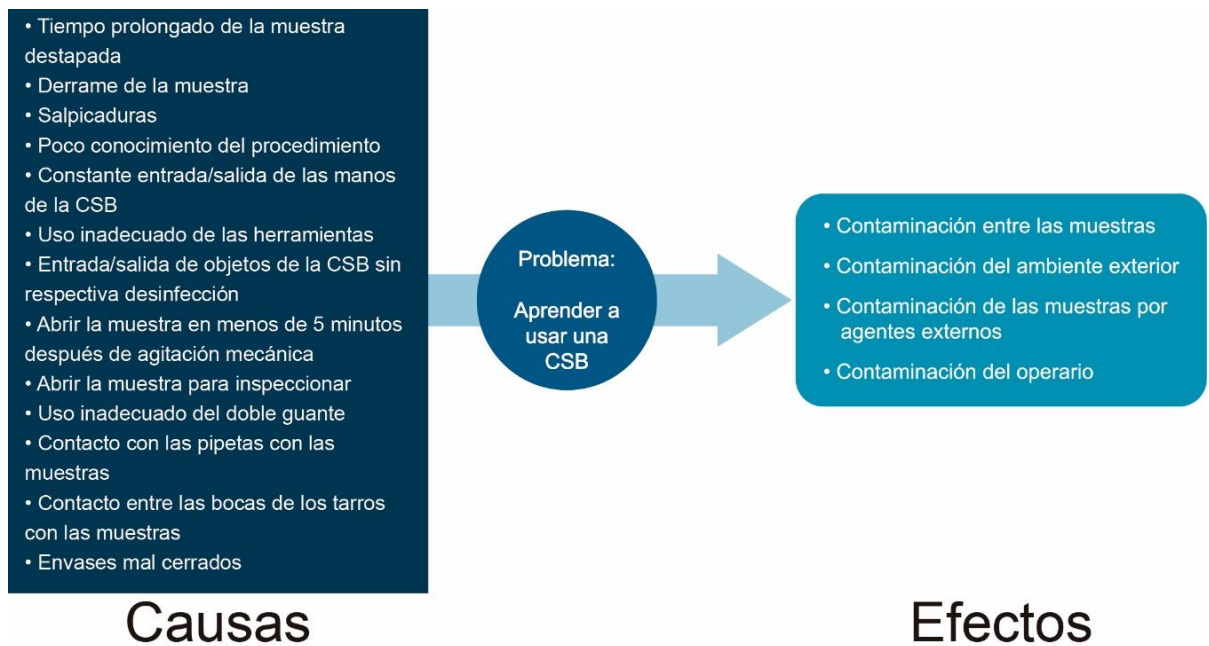 • Tiempo prolongado de la muestra
destapada
• Derrame de la muestra
• Salpicaduras
• Poco conocimiento del procedimiento
• Constante entrada/salida de las manos
de la CSB
• Uso inadecuado de las herramientas
• Entrada/salida de objetos de la CSB sin
respectiva desinfección
• Abrir la muestra en menos de 5 minutos
después de agitación mecánica
• Abrir la muestra para inspeccionar
• Uso inadecuado del doble guante
• Contacto con las pipetas con las
muestras
• Contacto entre las bocas de los tarros
con las muestras
• Envases mal cerrados
Causas
Problema:
Aprender a
usar una
CSB
• Contaminación entre las muestras
• Contaminación del ambiente exterior
• Contaminación de las muestras por
agentes externos
• Contaminación del operario
Efectos